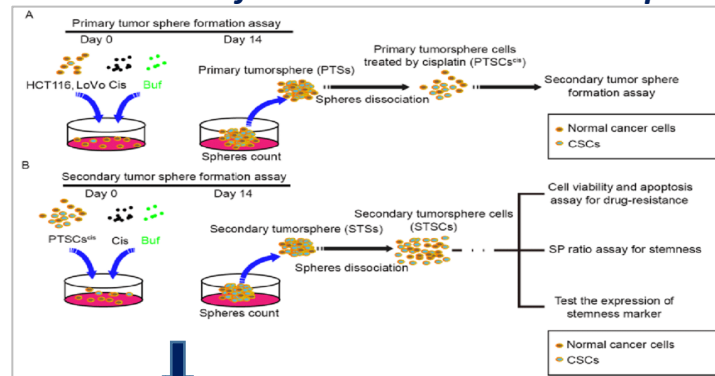 A
Primary tumor sphere formation assay
Day 0
Day 14
HCT116, LoVo Cis Buf
Primary tumorsphere (PTSs)
Spheres dissociation
Primary tumorsphere cells
treated by cisplatin (PTSCsᶜⁱˢ)
Secondary tumor sphere
formation assay
Spheres count
Normal cancer cells
CSCs
B
Secondary tumor sphere formation assay
Day 0
Day 14
PTSCsᶜⁱˢ Cis Buf
Secondary tumorsphere (STSs)
Spheres dissociation
Secondary tumorsphere cells
(STSCs)
Spheres count
Cell viability and apoptosis
assay for drug-resistance
SP ratio assay for stemness
Test the expression of
stemness marker
Normal cancer cells
CSCs